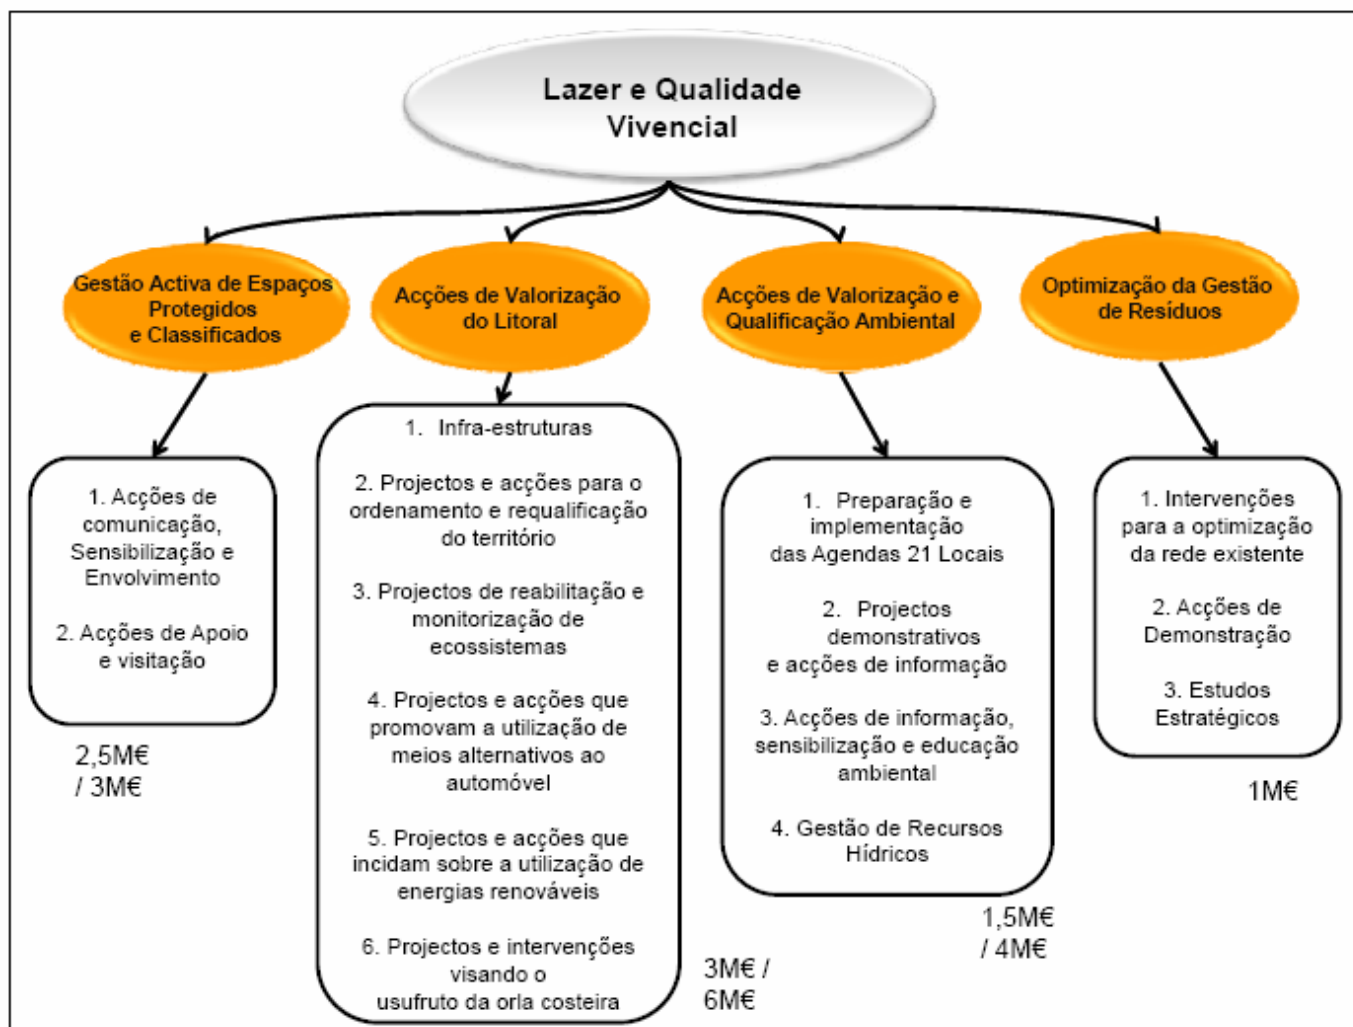 Lazer e Qualidade
Vivencial
Gestão Activa de Espaços
Protegidos
e Classificados
Acções de Valorização
do Litoral
Acções de Valorização e
Qualificação Ambiental
Optimização da Gestão
de Resíduos
1. Acções de
comunicação,
Sensibilização e
Envolvimento
2. Acções de Apoio
e visitação
2,5M€
/ 3M€
1. Infra-estruturas
2. Projectos e acções para o
ordenamento e requalificação
do território
3. Projectos de reabilitação e
monitorização de
ecossistemas
4. Projectos e acções que
promovam a utilização de
meios alternativos ao
automóvel
5. Projectos e acções que
incidam sobre a utilização de
energias renováveis
6. Projectos e intervenções
visando o
usufruto da orla costeira
3M€ /
6M€
1. Preparação e
implementação
das Agendas 21 Locais
2. Projectos
demonstrativos
e acções de informação
3. Acções de informação,
sensibilização e educação
ambiental
4. Gestão de Recursos
Hídricos
1,5M€
/ 4M€
1. Intervenções
para a optimização
da rede existente
2. Acções de
Demonstração
3. Estudos
Estratégicos
1M€